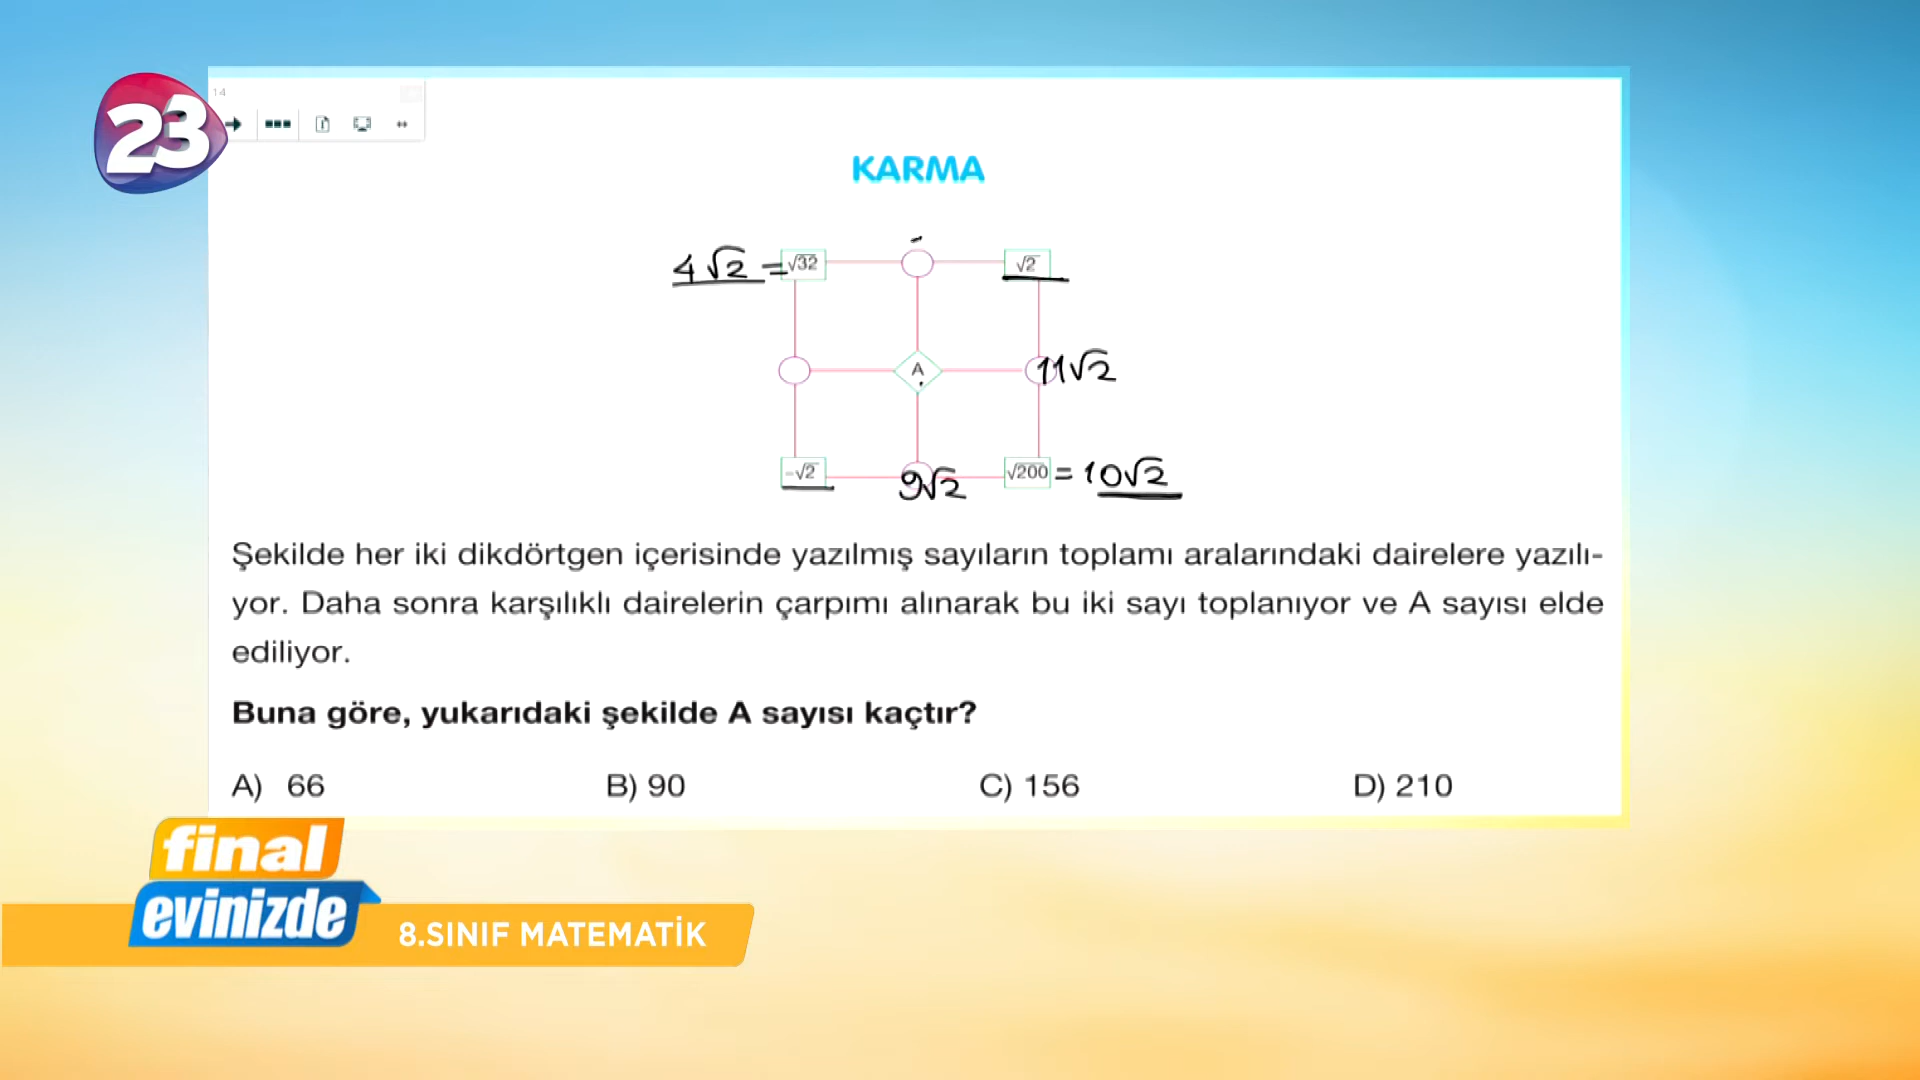 23
14
KARMA
4√2 = √32
√2
A
11√2
-√2
9√2
√200 = 10√2
Şekilde her iki dikdörtgen içerisinde yazılmış sayıların toplamı aralarındaki dairelere yazılı-
yor. Daha sonra karşılıklı dairelerin çarpımı alınarak bu iki sayı toplanıyor ve A sayısı elde
ediliyor.
Buna göre, yukarıdaki şekilde A sayısı kaçtır?
A) 66 B) 90 C) 156 D) 210
final
evinizde
8.SINIF MATEMATİK